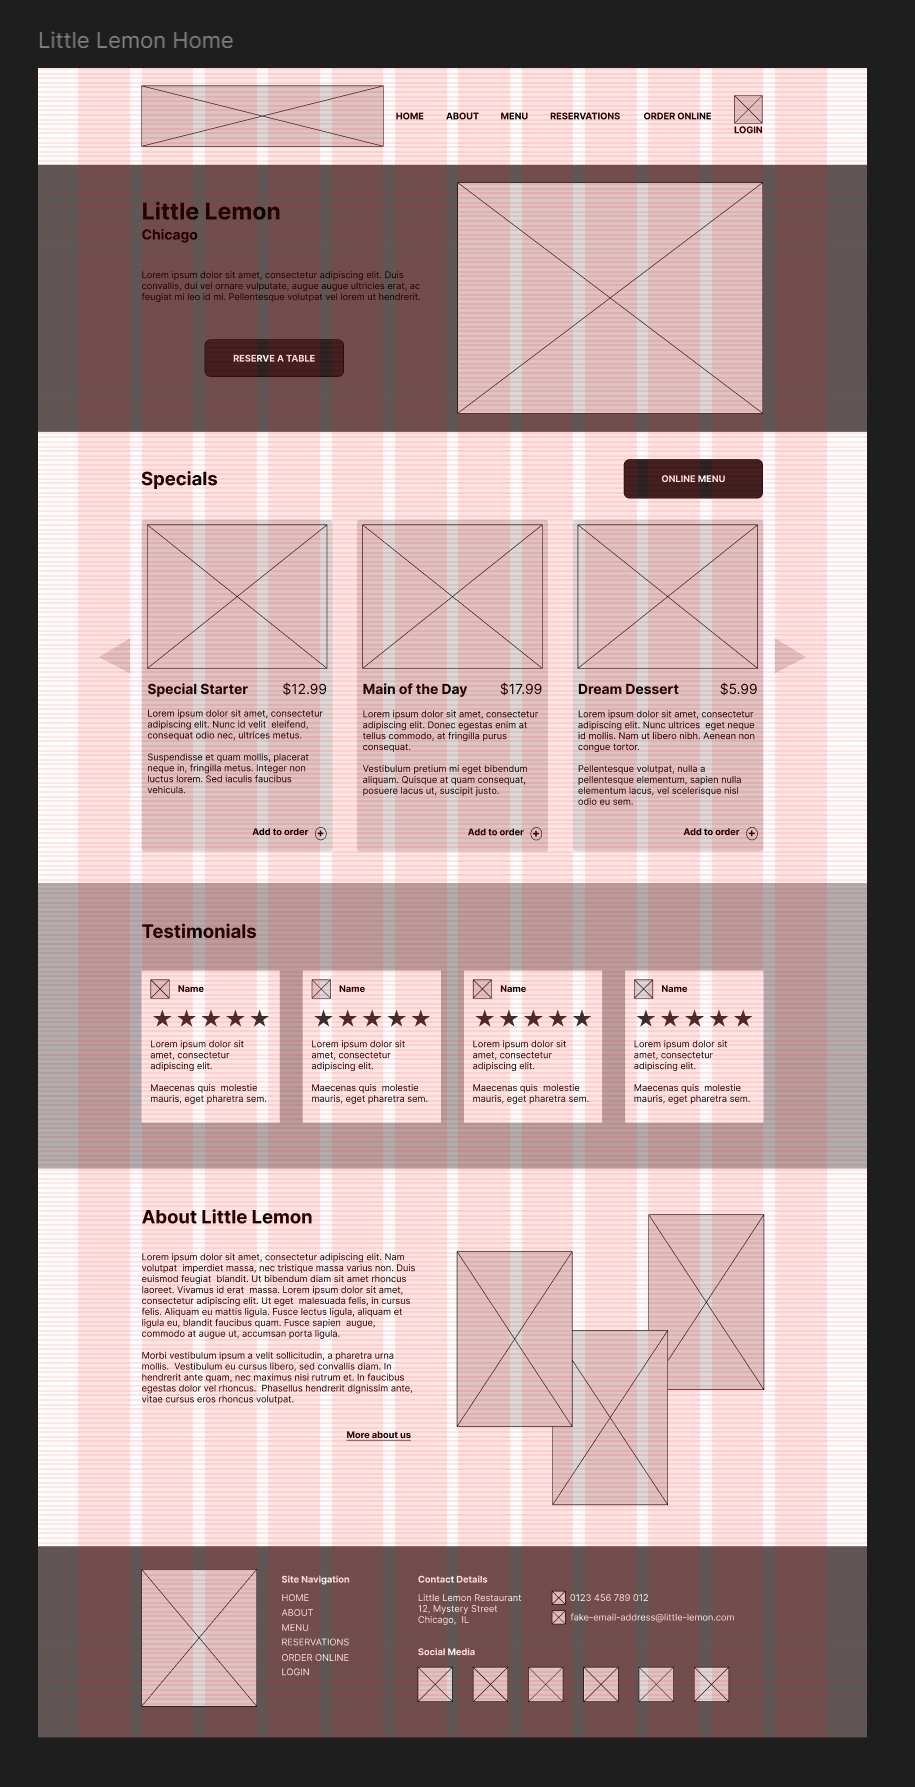 Little Lemon Home
HOME
ABOUT
MENU
RESERVATIONS
ORDER ONLINE
LOGIN
Little Lemon
Chicago
Lorem ipsum dolor sit amet, consectetur adipiscing elit. Duis
convallis, dui vel ornare vulputate, augue augue ultricies erat, ac
feugiat mi leo id mi. Pellentesque volutpat vel lorem ut hendrerit.
RESERVE A TABLE
Specials
ONLINE MENU
Special Starter
$12.99
Lorem ipsum dolor sit amet, consectetur
adipiscing elit. Nunc id velit eleifend,
consequat odio nec, ultrices metus.
Suspendisse et quam mollis, placerat
neque in, fringilla metus. Integer non
luctus lorem. Sed iaculis faucibus
vehicula.
Add to order
Main of the Day
$17.99
Lorem ipsum dolor sit amet, consectetur
adipiscing elit. Donec egestas enim at
tellus commodo, at fringilla purus
consequat.
Vestibulum pretium mi eget bibendum
aliquam. Quisque at quam consequat,
posuere lacus ut, suscipit justo.
Add to order
Dream Dessert
$5.99
Lorem ipsum dolor sit amet, consectetur
adipiscing elit. Nunc ultrices eget neque
id mollis. Nam ut libero nibh. Aenean non
congue tortor.
Pellentesque volutpat, nulla a
pellentesque elementum, sapien nulla
elementum lacus, vel scelerisque nisl
odio eu sem.
Add to order
Testimonials
Name
Lorem ipsum dolor sit
amet, consectetur
adipiscing elit.
Maecenas quis molestie
mauris, eget pharetra sem.
Name
Lorem ipsum dolor sit
amet, consectetur
adipiscing elit.
Maecenas quis molestie
mauris, eget pharetra sem.
Name
Lorem ipsum dolor sit
amet, consectetur
adipiscing elit.
Maecenas quis molestie
mauris, eget pharetra sem.
Name
Lorem ipsum dolor sit
amet, consectetur
adipiscing elit.
Maecenas quis molestie
mauris, eget pharetra sem.
About Little Lemon
Lorem ipsum dolor sit amet, consectetur adipiscing elit. Nam
volutpat imperdiet massa, nec tristique massa varius non. Duis
euismod feugiat blandit. Ut bibendum diam sit amet rhoncus
laoreet. Vivamus id erat massa. Lorem ipsum dolor sit amet,
consectetur adipiscing elit. Ut eget malesuada felis, in cursus
felis. Aliquam eu mattis ligula. Fusce lectus ligula, aliquam et
ligula eu, blandit faucibus quam. Fusce sapien augue,
commodo at augue ut, accumsan porta ligula.
Morbi vestibulum ipsum a velit sollicitudin, a pharetra urna
mollis. Vestibulum eu cursus libero, sed convallis diam. In
hendrerit ante quam, nec maximus nisi rutrum et. In faucibus
egestas dolor vel rhoncus. Phasellus hendrerit dignissim ante,
vitae cursus eros rhoncus volutpat.
More about us
Site Navigation
HOME
ABOUT
MENU
RESERVATIONS
ORDER ONLINE
LOGIN
Contact Details
Little Lemon Restaurant
12, Mystery Street
Chicago, IL
0123 456 789 012
fake-email-address@little-lemon.com
Social Media